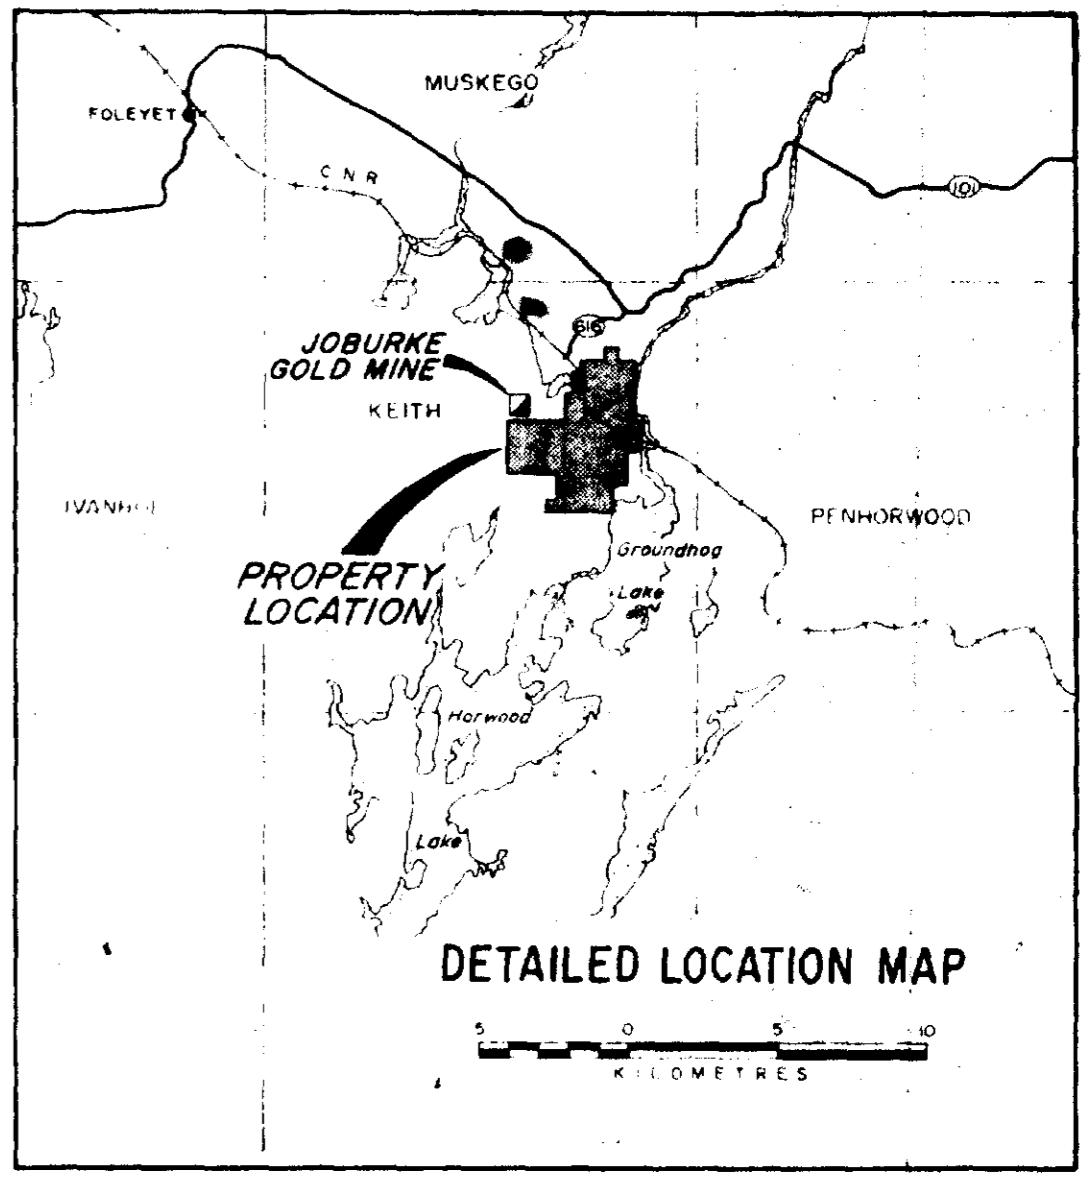 MUSKEGO
FOLEYET
C N R
101
616
JOBURKE
GOLD MINE
KEITH
PENHORWOOD
Groundhog
Lake
PROPERTY
LOCATION
Horwood
Lake
DETAILED LOCATION MAP
5 0 5 10
KILOMETRES